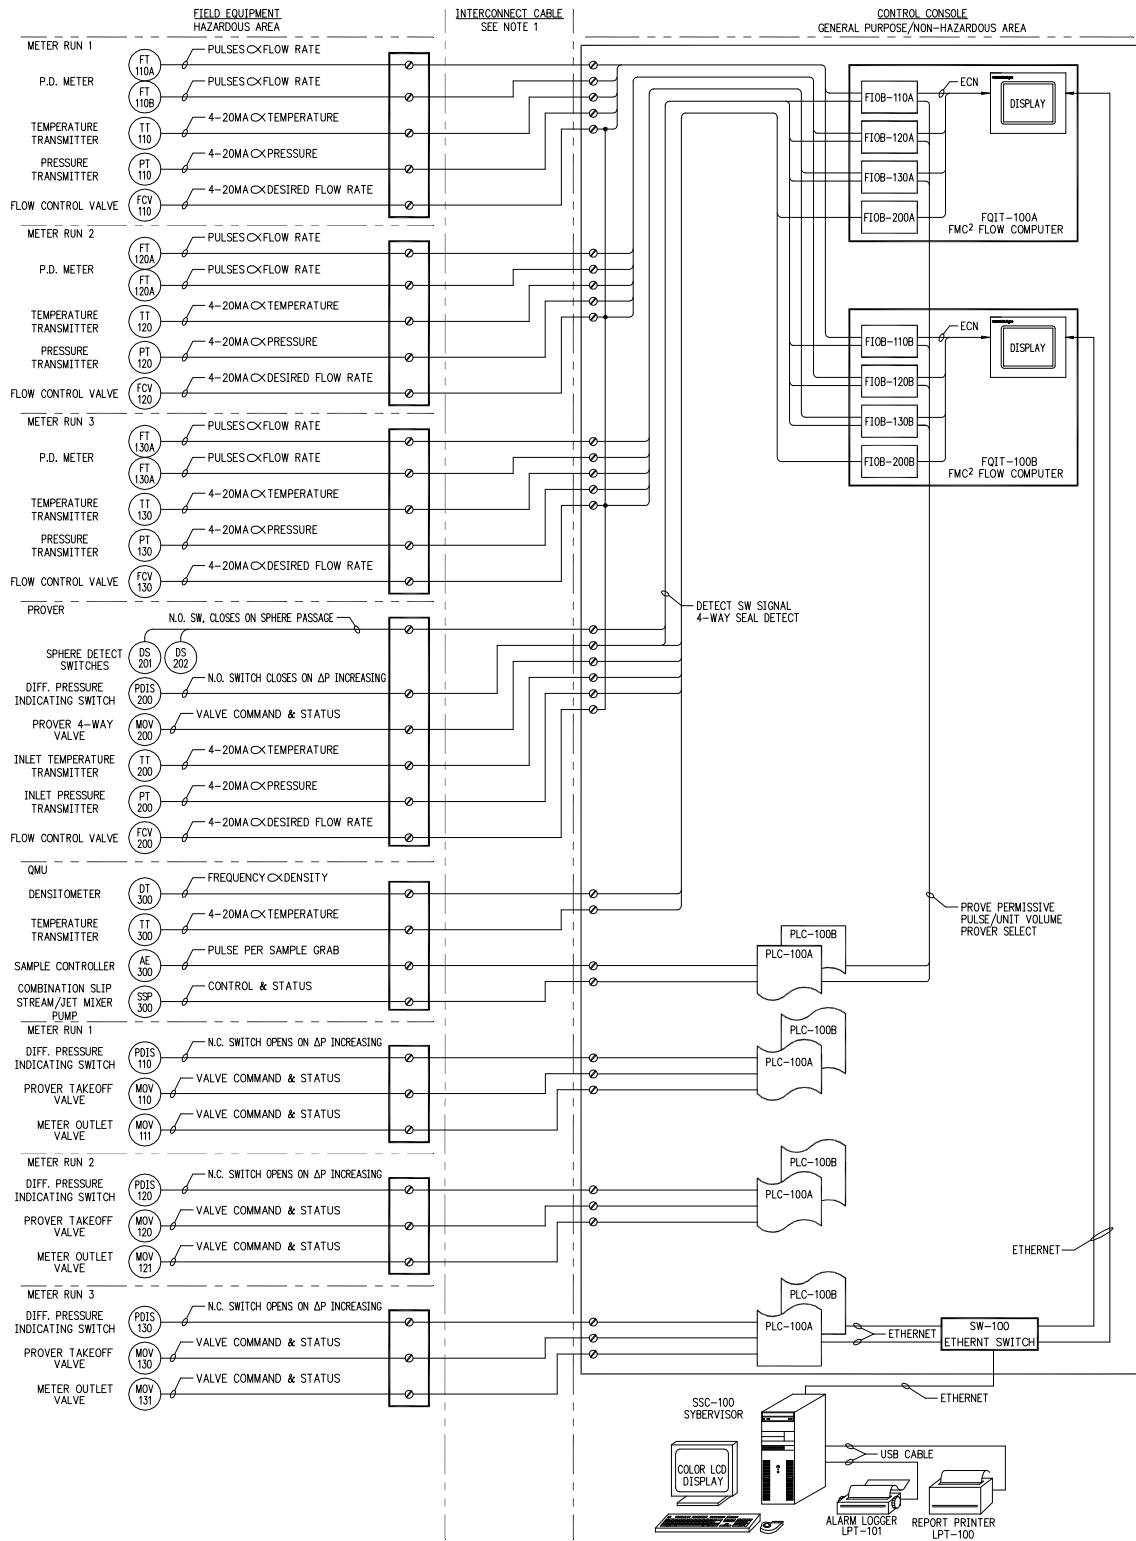 FIELD EQUIPMENT
HAZARDOUS AREA
INTERCONNECT CABLE
SEE NOTE 1
CONTROL CONSOLE
GENERAL PURPOSE/NON-HAZARDOUS AREA
METER RUN 1
P.D. METER
FT
110A
PULSES∝FLOW RATE
FT
110B
PULSES∝FLOW RATE
TEMPERATURE
TRANSMITTER
TT
110
4-20MA∝TEMPERATURE
PRESSURE
TRANSMITTER
PT
110
4-20MA∝PRESSURE
FLOW CONTROL VALVE
FCV
110
4-20MA∝DESIRED FLOW RATE
METER RUN 2
P.D. METER
FT
120A
PULSES∝FLOW RATE
FT
120A
PULSES∝FLOW RATE
TEMPERATURE
TRANSMITTER
TT
120
4-20MA∝TEMPERATURE
PRESSURE
TRANSMITTER
PT
120
4-20MA∝PRESSURE
FLOW CONTROL VALVE
FCV
120
4-20MA∝DESIRED FLOW RATE
METER RUN 3
P.D. METER
FT
130A
PULSES∝FLOW RATE
FT
130A
PULSES∝FLOW RATE
TEMPERATURE
TRANSMITTER
TT
130
4-20MA∝TEMPERATURE
PRESSURE
TRANSMITTER
PT
130
4-20MA∝PRESSURE
FLOW CONTROL VALVE
FCV
130
4-20MA∝DESIRED FLOW RATE
PROVER
N.O. SW, CLOSES ON SPHERE PASSAGE
SPHERE DETECT
SWITCHES
DS
201
DS
202
DIFF. PRESSURE
INDICATING SWITCH
PDIS
200
N.O. SWITCH CLOSES ON ΔP INCREASING
PROVER 4-WAY
VALVE
MOV
200
VALVE COMMAND & STATUS
INLET TEMPERATURE
TRANSMITTER
TT
200
4-20MA∝TEMPERATURE
INLET PRESSURE
TRANSMITTER
PT
200
4-20MA∝PRESSURE
FLOW CONTROL VALVE
FCV
200
4-20MA∝DESIRED FLOW RATE
QMU
DENSITOMETER
DT
300
FREQUENCY∝DENSITY
TEMPERATURE
TRANSMITTER
TT
300
4-20MA∝TEMPERATURE
SAMPLE CONTROLLER
AE
300
PULSE PER SAMPLE GRAB
COMBINATION SLIP
STREAM/JET MIXER
PUMP
SSP
300
CONTROL & STATUS
METER RUN 1
DIFF. PRESSURE
INDICATING SWITCH
PDIS
110
N.C. SWITCH OPENS ON ΔP INCREASING
PROVER TAKEOFF
VALVE
MOV
110
VALVE COMMAND & STATUS
METER OUTLET
VALVE
MOV
111
VALVE COMMAND & STATUS
METER RUN 2
DIFF. PRESSURE
INDICATING SWITCH
PDIS
120
N.C. SWITCH OPENS ON ΔP INCREASING
PROVER TAKEOFF
VALVE
MOV
120
VALVE COMMAND & STATUS
METER OUTLET
VALVE
MOV
121
VALVE COMMAND & STATUS
METER RUN 3
DIFF. PRESSURE
INDICATING SWITCH
PDIS
130
N.C. SWITCH OPENS ON ΔP INCREASING
PROVER TAKEOFF
VALVE
MOV
130
VALVE COMMAND & STATUS
METER OUTLET
VALVE
MOV
131
VALVE COMMAND & STATUS
FIOB-110A
FIOB-120A
FIOB-130A
FIOB-200A
ECN
DISPLAY
FQIT-100A
FMC² FLOW COMPUTER
FIOB-110B
FIOB-120B
FIOB-130B
FIOB-200B
ECN
DISPLAY
FQIT-100B
FMC² FLOW COMPUTER
DETECT SW SIGNAL
4-WAY SEAL DETECT
PROVE PERMISSIVE
PULSE/UNIT VOLUME
PROVER SELECT
PLC-100B
PLC-100A
PLC-100B
PLC-100A
PLC-100B
PLC-100A
ETHERNET
PLC-100B
PLC-100A
ETHERNET
SW-100
ETHERNT SWITCH
ETHERNET
SSC-100
SYBERVISOR
USB CABLE
COLOR LCD
DISPLAY
ALARM LOGGER
LPT-101
REPORT PRINTER
LPT-100